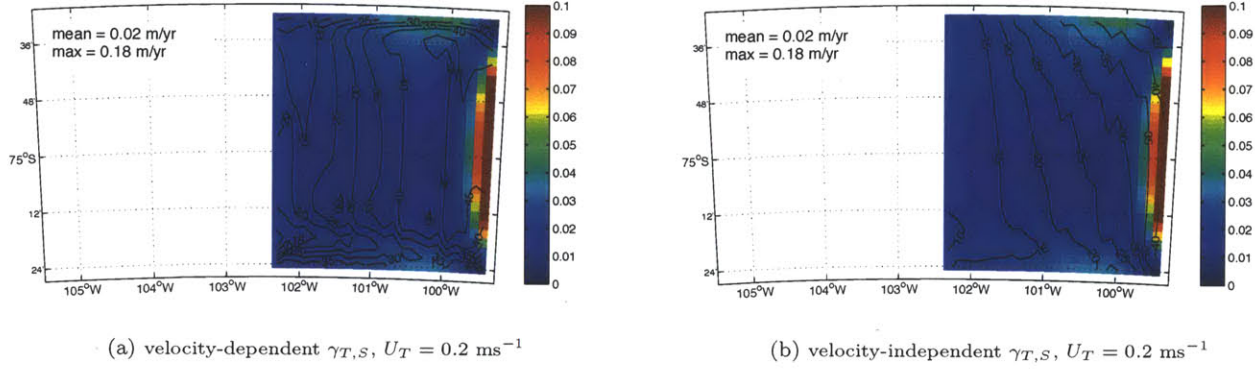 mean = 0.02 m/yr
max = 0.18 m/yr
36'
48'
75°S
12'
24'
105°W
104°W
103°W
102°W
101°W
100°W
0.1
0.09
0.08
0.07
0.06
0.05
0.04
0.03
0.02
0.01
0
(a) velocity-dependent γT,S, UT = 0.2 ms−1
mean = 0.02 m/yr
max = 0.18 m/yr
36'
48'
75°S
12'
24'
105°W
104°W
103°W
102°W
101°W
100°W
0.1
0.09
0.08
0.07
0.06
0.05
0.04
0.03
0.02
0.01
0
(b) velocity-independent γT,S, UT = 0.2 ms−1